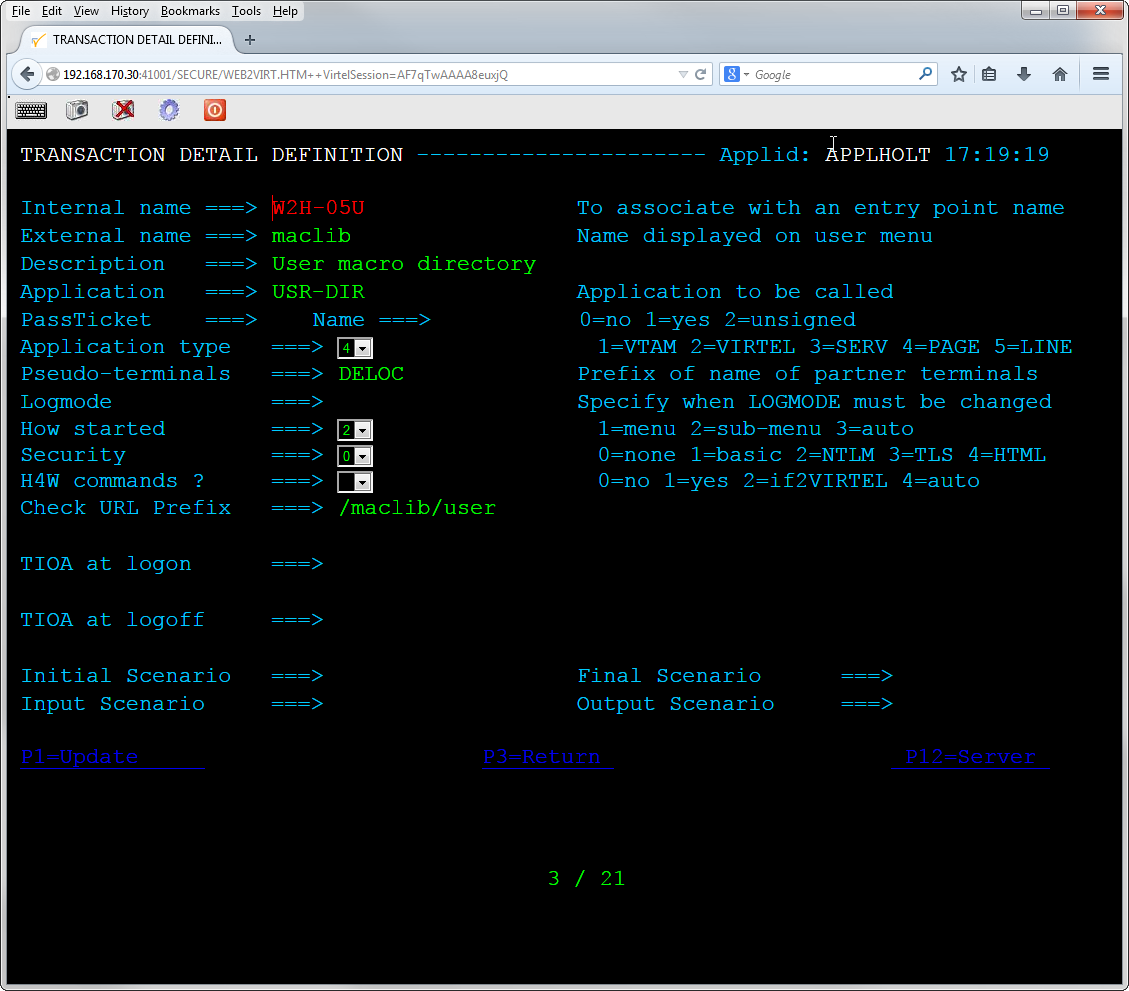 File Edit View History Bookmarks Tools Help
TRANSACTION DETAIL DEFINI...
192.168.170.30:41001/SECURE/WEB2VIRT.HTM++VirtelSession=AF7qTwAAAA8euxjQ
8 Google
TRANSACTION DETAIL DEFINITION ---------------------- Applid: APPLHOLT 17:19:19
Internal name ===> W2H-05U To associate with an entry point name
External name ===> maclib Name displayed on user menu
Description ===> User macro directory
Application ===> USR-DIR Application to be called
PassTicket ===> Name ===> 0=no 1=yes 2=unsigned
Application type ===> 4 1=VTAM 2=VIRTEL 3=SERV 4=PAGE 5=LINE
Pseudo-terminals ===> DELOC Prefix of name of partner terminals
Logmode ===> Specify when LOGMODE must be changed
How started ===> 2 1=menu 2=sub-menu 3=auto
Security ===> 0 0=none 1=basic 2=NTLM 3=TLS 4=HTML
H4W commands ? ===> 0=no 1=yes 2=if2VIRTEL 4=auto
Check URL Prefix ===> /maclib/user
TIOA at logon ===>
TIOA at logoff ===>
Initial Scenario ===> Final Scenario ===>
Input Scenario ===> Output Scenario ===>
P1=Update P3=Return P12=Server
3 / 21